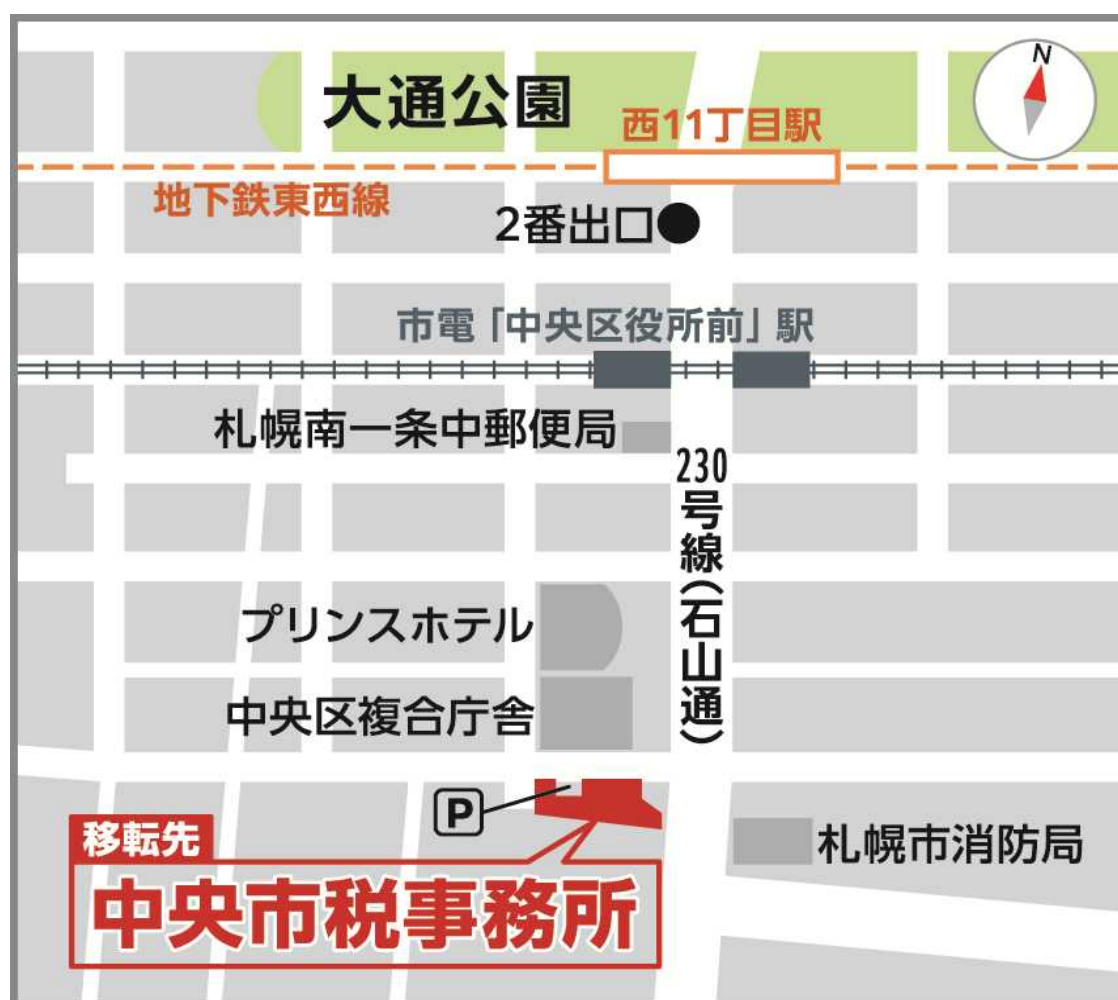 N
大通公園
西11丁目駅
地下鉄東西線
2番出口
市電「中央区役所前」駅
札幌南一条中郵便局
230号線(石山通)
プリンスホテル
中央区複合庁舎
P
移転先
札幌市消防局
中央市税事務所